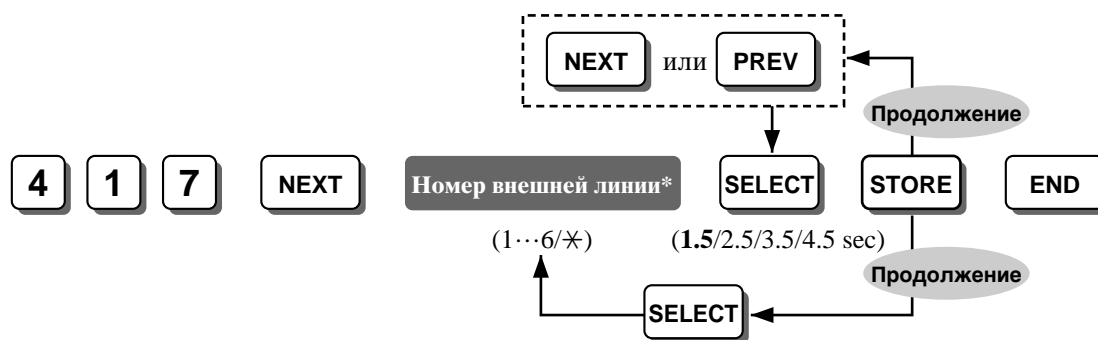 NEXT или PREV
Продолжение
4 1 7 NEXT Номер внешней линии* SELECT STORE END
(1···6/✳) (1.5/2.5/3.5/4.5 sec)
Продолжение
SELECT